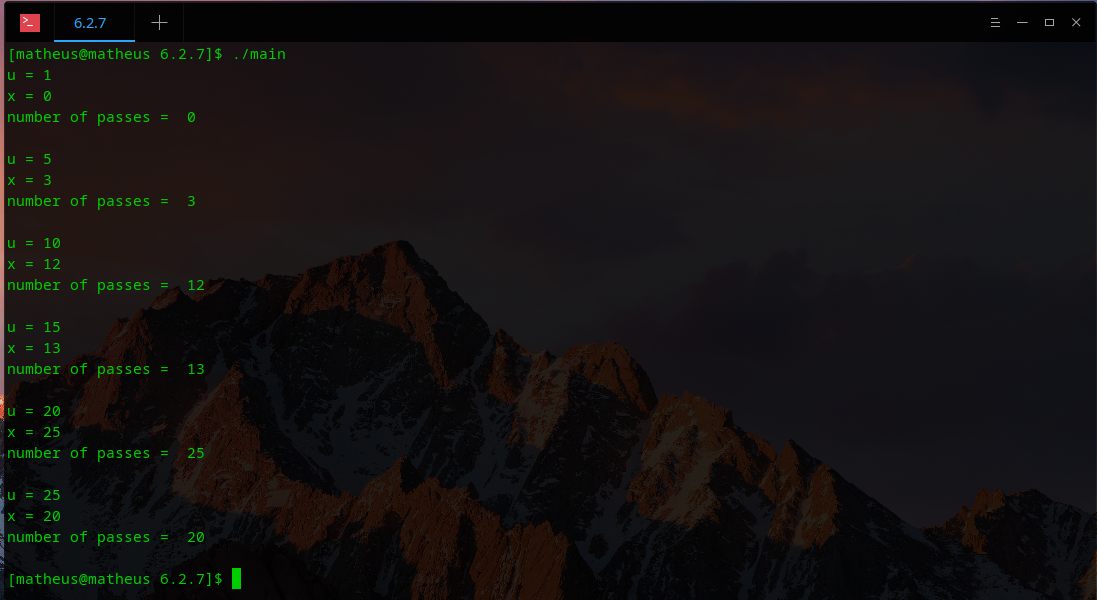 6.2.7
[matheus@matheus 6.2.7]$ ./main
u = 1
x = 0
number of passes =  0
u = 5
x = 3
number of passes =  3
u = 10
x = 12
number of passes =  12
u = 15
x = 13
number of passes =  13
u = 20
x = 25
number of passes =  25
u = 25
x = 20
number of passes =  20
[matheus@matheus 6.2.7]$